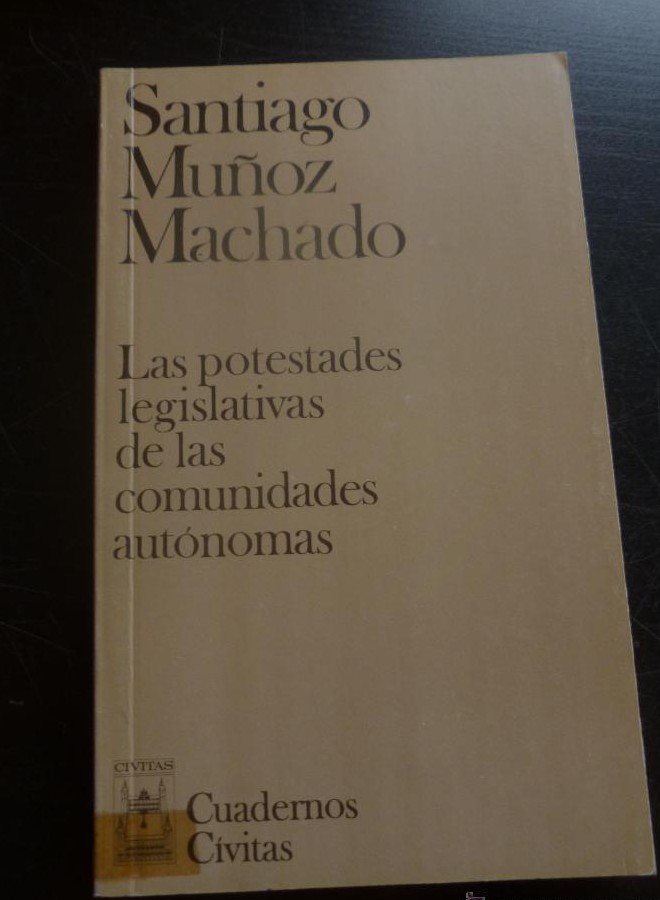 Santiago
Muñoz
Machado
Las potestades
legislativas
de las
comunidades
autónomas
CIVITAS
Cuadernos
Cívitas